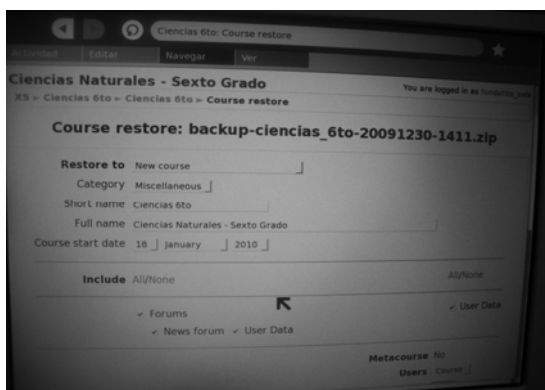 Ciencias 6to: Course restore
Actividad Editar Navegar Ver
Ciencias Naturales - Sexto Grado
You are logged in as
XS ► Ciencias 6to ► Ciencias 6to ► Course restore
Course restore: backup-ciencias_6to-20091230-1411.zip
Restore to New course
Category Miscellaneous
Short name Ciencias 6to
Full name Ciencias Naturales - Sexto Grado
Course start date 18 January 2010
Include All/None All/None
✓ Forums ✓ User Data
✓ News forum ✓ User Data
Metacourse No
Users Course